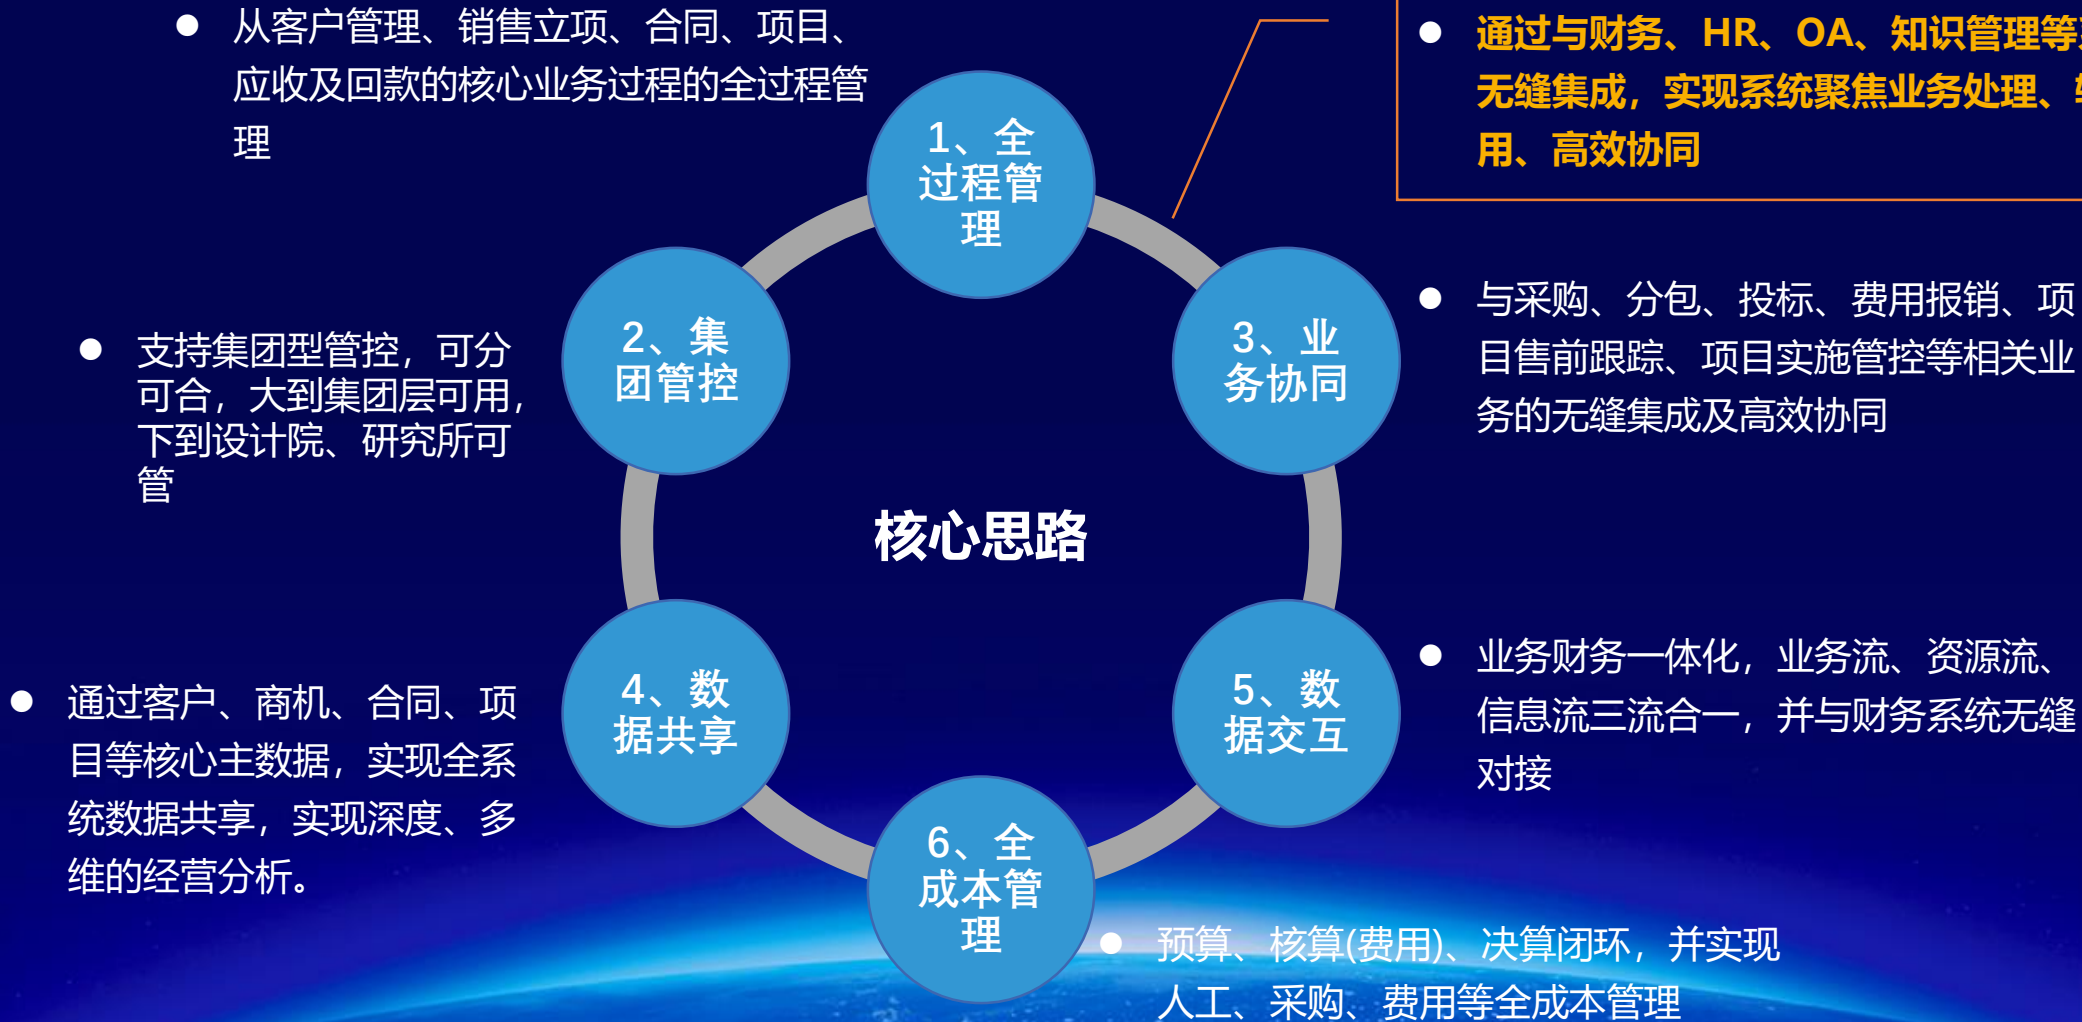 从客户管理、销售立项、合同、项目、
应收及回款的核心业务过程的全过程管
理
通过与财务、HR、OA、知识管理等
无缝集成，实现系统聚焦业务处理、
用、高效协同
1、全
过程管
理
2、集
团管控
3、业
务协同
与采购、分包、投标、费用报销、项
目售前跟踪、项目实施管控等相关业
务的无缝集成及高效协同
支持集团型管控，可分
可合，大到集团层可用，
下到设计院、研究所可
管
核心思路
4、数
据共享
5、数
据交互
业务财务一体化，业务流、资源流、
信息流三流合一，并与财务系统无缝
对接
通过客户、商机、合同、项
目等核心主数据，实现全系
统数据共享，实现深度、多
维的经营分析。
6、全
成本管
理
预算、核算(费用)、决算闭环，并实现
人工、采购、费用等全成本管理